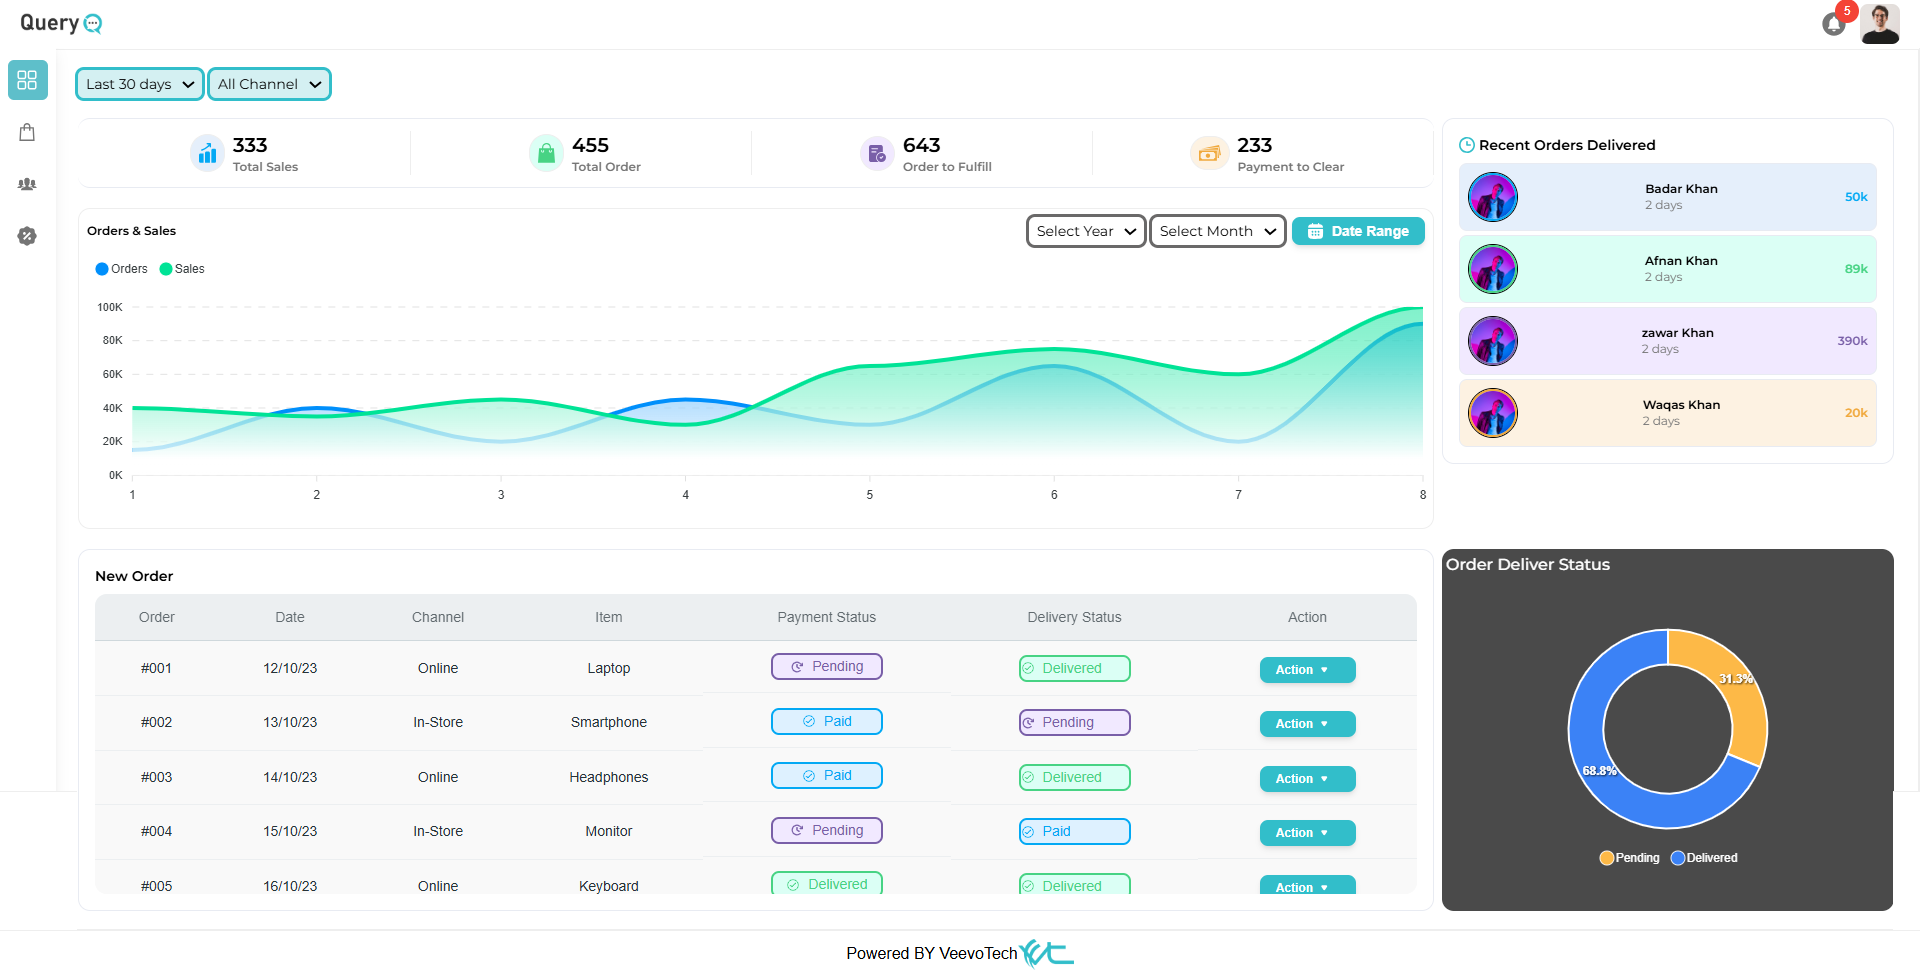 Query
5
Last 30 days
All Channel
333
Total Sales
455
Total Order
643
Order to Fulfill
233
Payment to Clear
Orders & Sales
Select Year
Select Month
Date Range
Orders
Sales
100K
80K
60K
40K
20K
0K
1 2 3 4 5 6 7 8
Recent Orders Delivered
Badar Khan
2 days
50k
Afnan Khan
2 days
89k
zawar Khan
2 days
390k
Waqas Khan
2 days
20k
New Order
Order Date Channel Item Payment Status Delivery Status Action
#001 12/10/23 Online Laptop Pending Delivered Action
#002 13/10/23 In-Store Smartphone Paid Pending Action
#003 14/10/23 Online Headphones Paid Delivered Action
#004 15/10/23 In-Store Monitor Pending Paid Action
#005 16/10/23 Online Keyboard Delivered Delivered Action
Order Deliver Status
31.3%
68.8%
Pending
Delivered
Powered BY VeevoTech